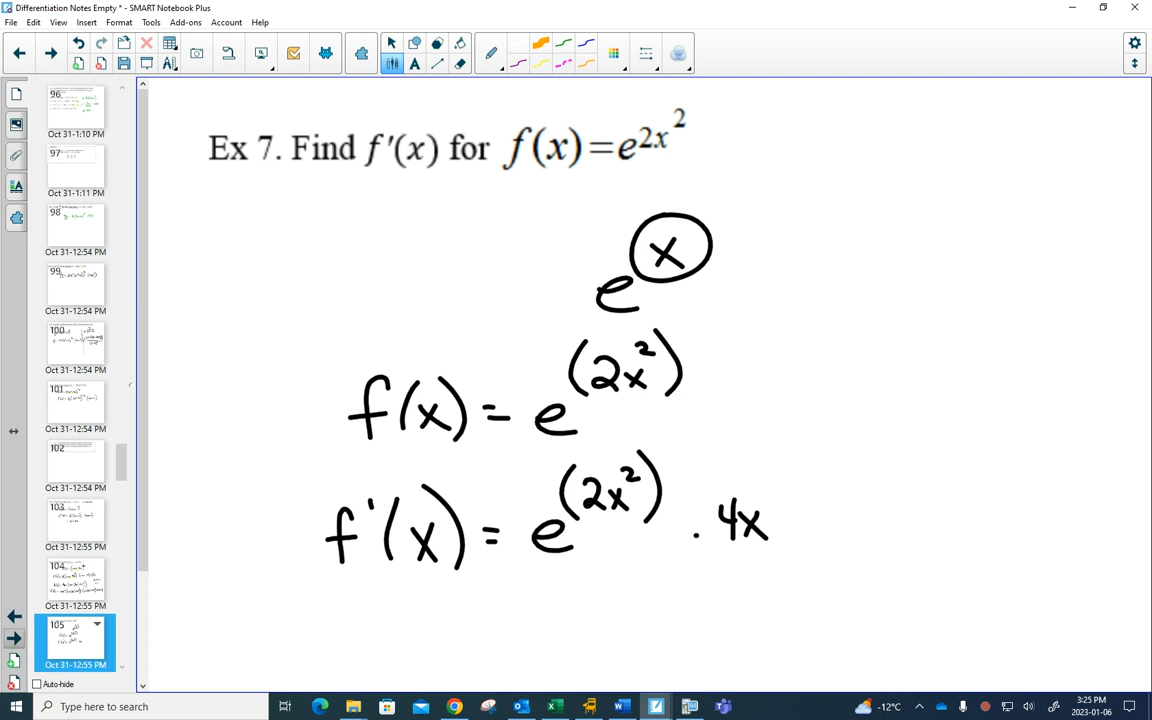 Differentiation Notes Empty * - SMART Notebook Plus
File Edit View Insert Format Tools Add-ons Account Help
96
Oct 31-1:10 PM
97
Oct 31-1:11 PM
98
Oct 31-12:54 PM
99
Oct 31-12:54 PM
100
Oct 31-12:54 PM
101
Oct 31-12:54 PM
102
Oct 31-12:54 PM
103
Oct 31-12:55 PM
104
Oct 31-12:55 PM
105
Oct 31-12:55 PM
Auto-hide
Ex 7. Find f'(x) for f(x)=e^{2x^2}
e^x
f(x) = e^{(2x^2)}
f'(x) = e^{(2x^2)} . 4x
Type here to search
-12°C
3:25 PM
2023-01-06